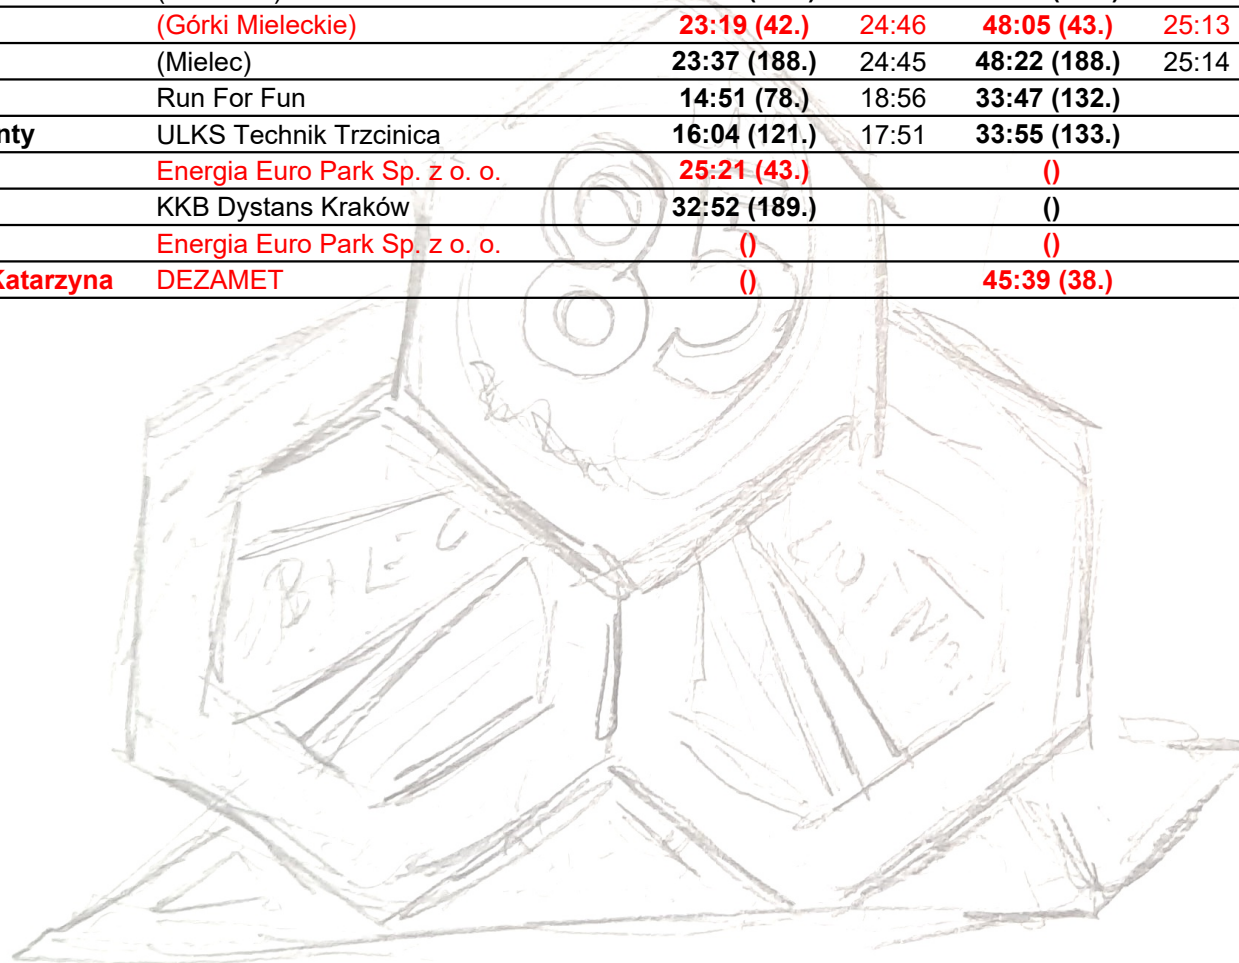 (Górki Mieleckie) 23:19 (42.) 24:46 48:05 (43.) 25:13
(Mielec) 23:37 (188.) 24:45 48:22 (188.) 25:14
Run For Fun 14:51 (78.) 18:56 33:47 (132.)
nty ULKS Technik Trzcinica 16:04 (121.) 17:51 33:55 (133.)
Energia Euro Park Sp. z o. o. 25:21 (43.) ()
KKB Dystans Kraków 32:52 (189.) ()
Energia Euro Park Sp. z o. o. () ()
Katarzyna DEZAMET () 45:39 (38.)
85